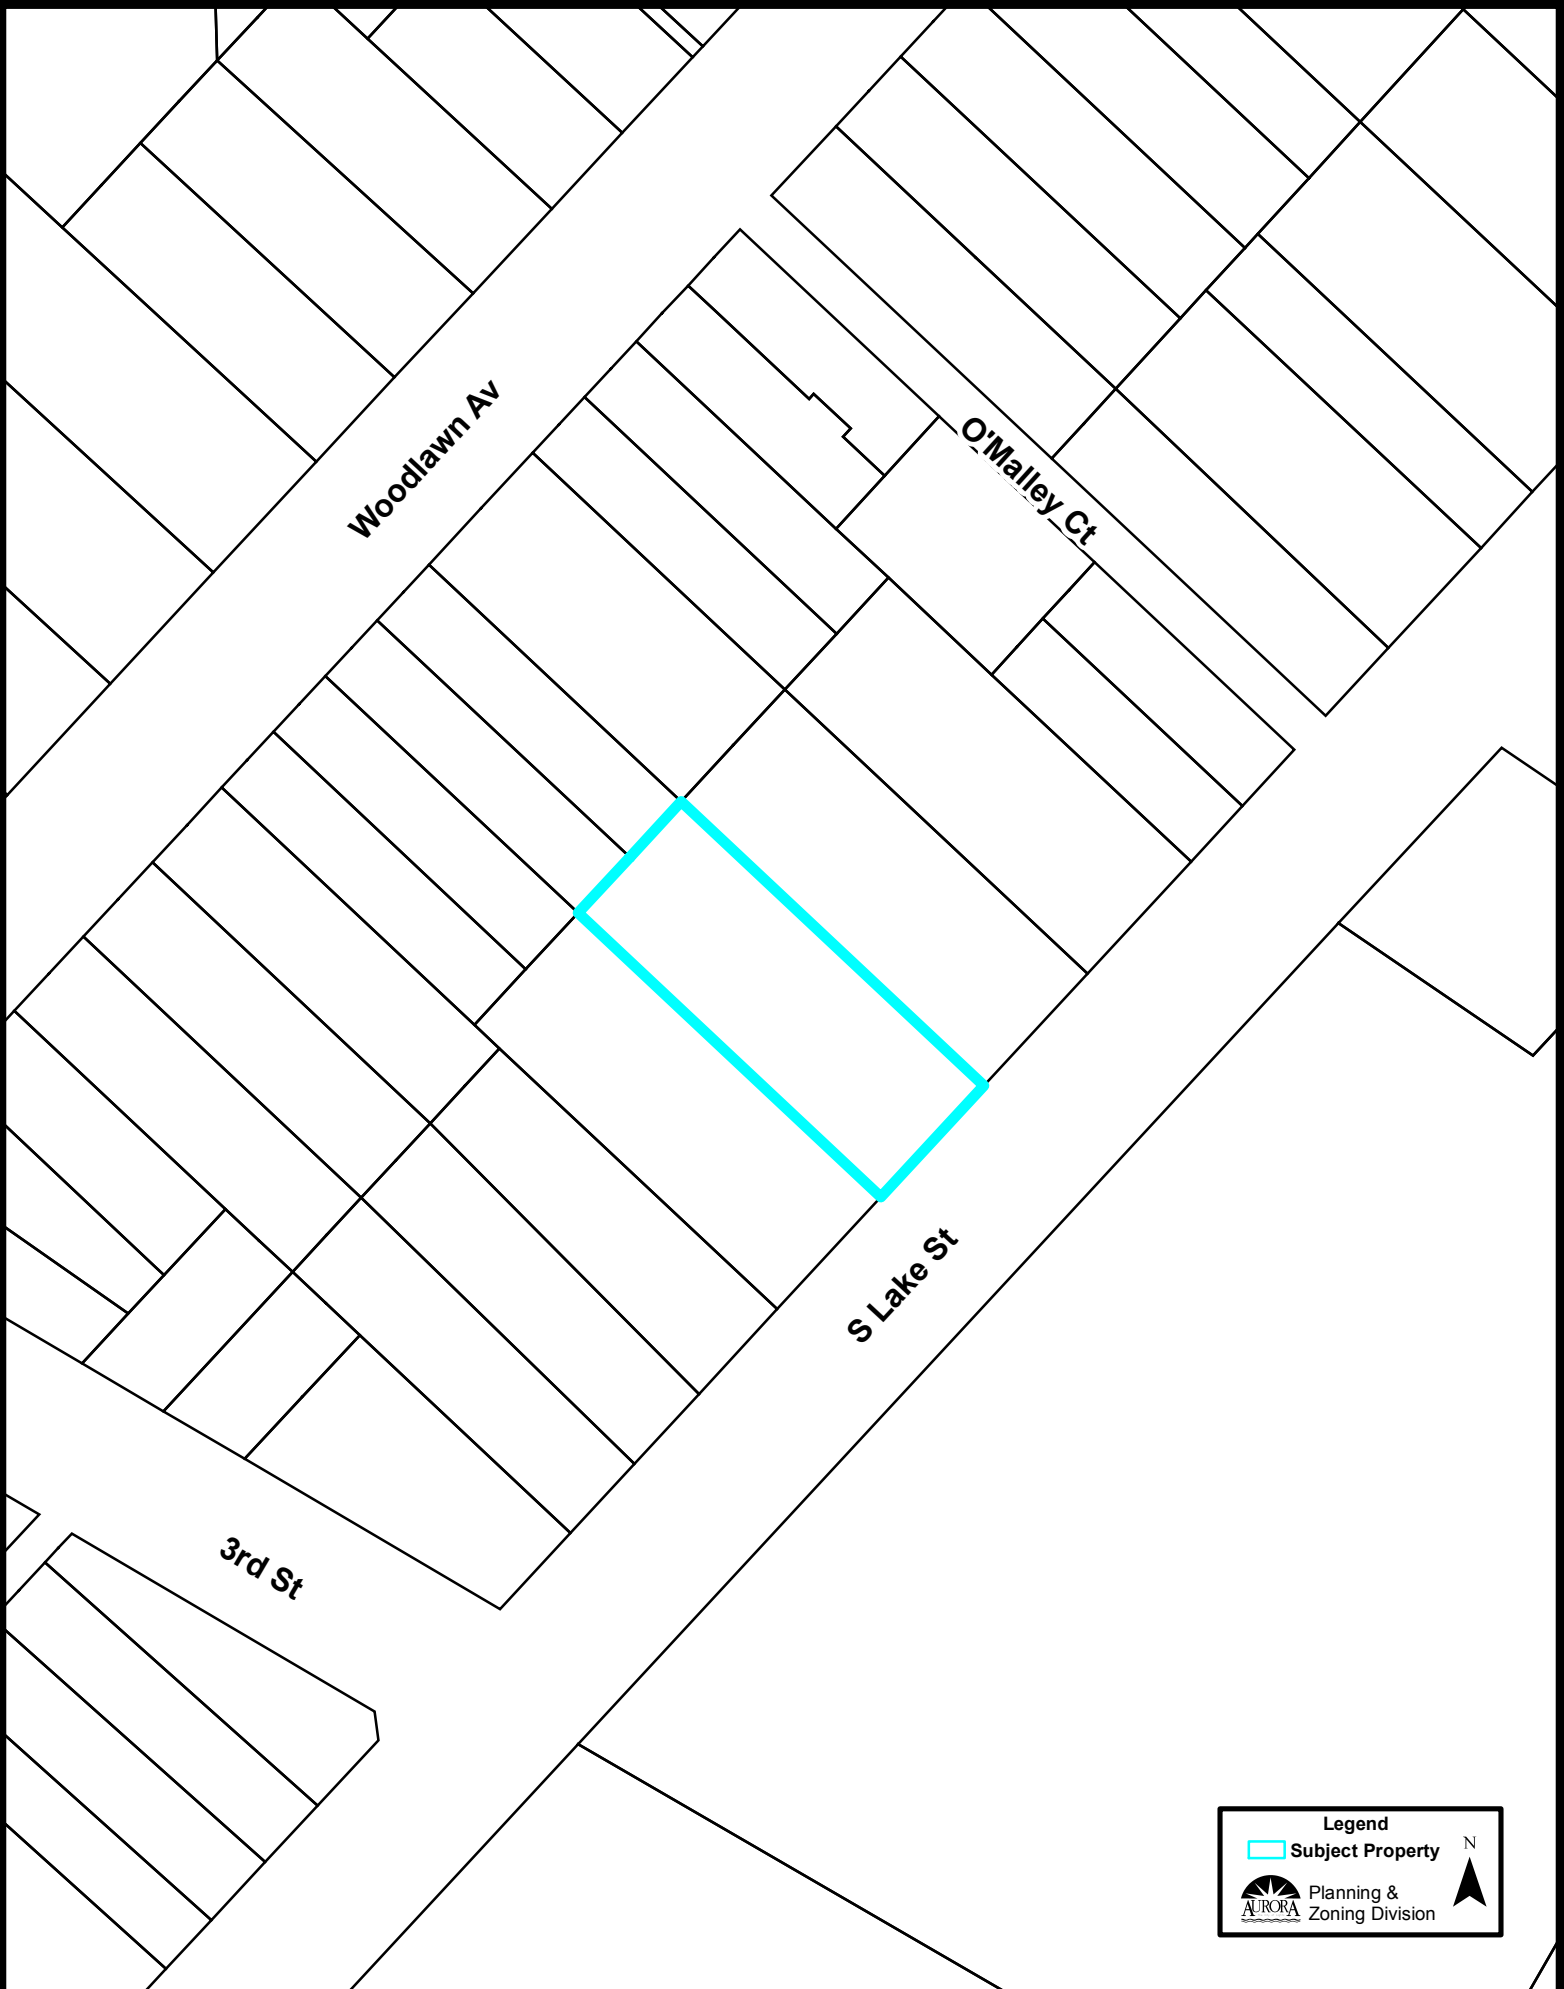 Woodlawn Av
O'Malley Ct
S Lake St
3rd St
Legend
Subject Property
N
AURORA
Planning &
Zoning Division